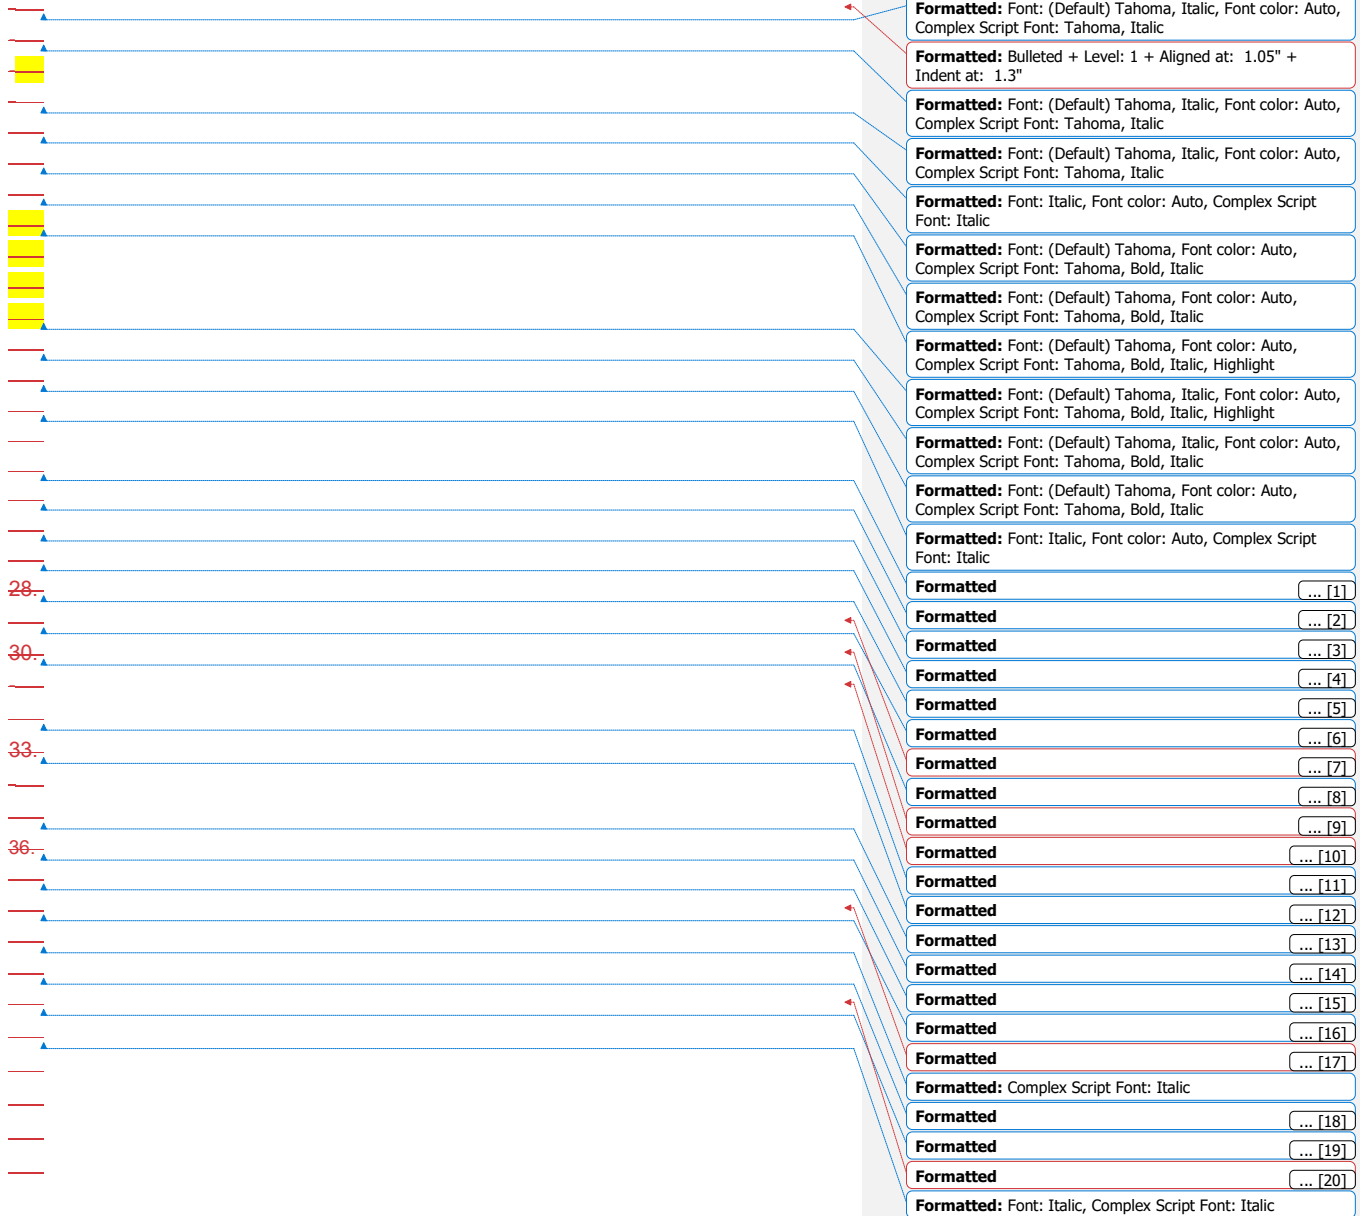 Formatted: Font: (Default) Tahoma, Italic, Font color: Auto,
Complex Script Font: Tahoma, Italic
Formatted: Bulleted + Level: 1 + Aligned at: 1.05" +
Indent at: 1.3"
Formatted: Font: (Default) Tahoma, Italic, Font color: Auto,
Complex Script Font: Tahoma, Italic
Formatted: Font: (Default) Tahoma, Italic, Font color: Auto,
Complex Script Font: Tahoma, Italic
Formatted: Font: Italic, Font color: Auto, Complex Script
Font: Italic
Formatted: Font: (Default) Tahoma, Font color: Auto,
Complex Script Font: Tahoma, Bold, Italic
Formatted: Font: (Default) Tahoma, Font color: Auto,
Complex Script Font: Tahoma, Bold, Italic
Formatted: Font: (Default) Tahoma, Font color: Auto,
Complex Script Font: Tahoma, Bold, Italic, Highlight
Formatted: Font: (Default) Tahoma, Italic, Font color: Auto,
Complex Script Font: Tahoma, Bold, Italic, Highlight
Formatted: Font: (Default) Tahoma, Italic, Font color: Auto,
Complex Script Font: Tahoma, Bold, Italic
Formatted: Font: (Default) Tahoma, Font color: Auto,
Complex Script Font: Tahoma, Bold, Italic
Formatted: Font: Italic, Font color: Auto, Complex Script
Font: Italic
28.
Formatted ... [1]
Formatted ... [2]
30.
Formatted ... [3]
Formatted ... [4]
Formatted ... [5]
Formatted ... [6]
33.
Formatted ... [7]
Formatted ... [8]
Formatted ... [9]
36.
Formatted ... [10]
Formatted ... [11]
Formatted ... [12]
Formatted ... [13]
Formatted ... [14]
Formatted ... [15]
Formatted ... [16]
Formatted ... [17]
Formatted: Complex Script Font: Italic
Formatted ... [18]
Formatted ... [19]
Formatted ... [20]
Formatted: Font: Italic, Complex Script Font: Italic